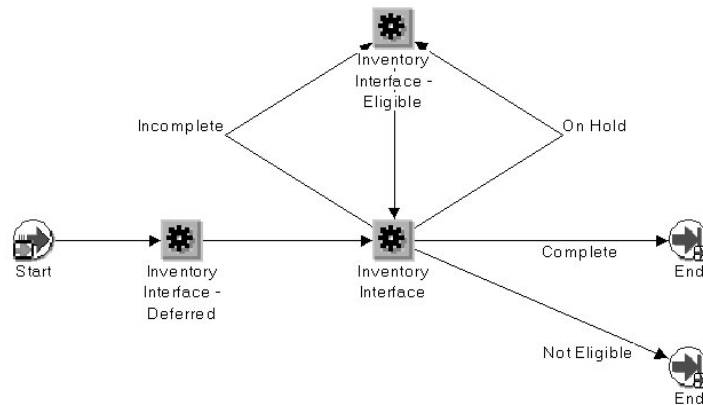 Inventory
Interface -
Eligible
Incomplete
On Hold
Start
Inventory
Interface -
Deferred
Inventory
Interface
Complete
End
Not Eligible
End